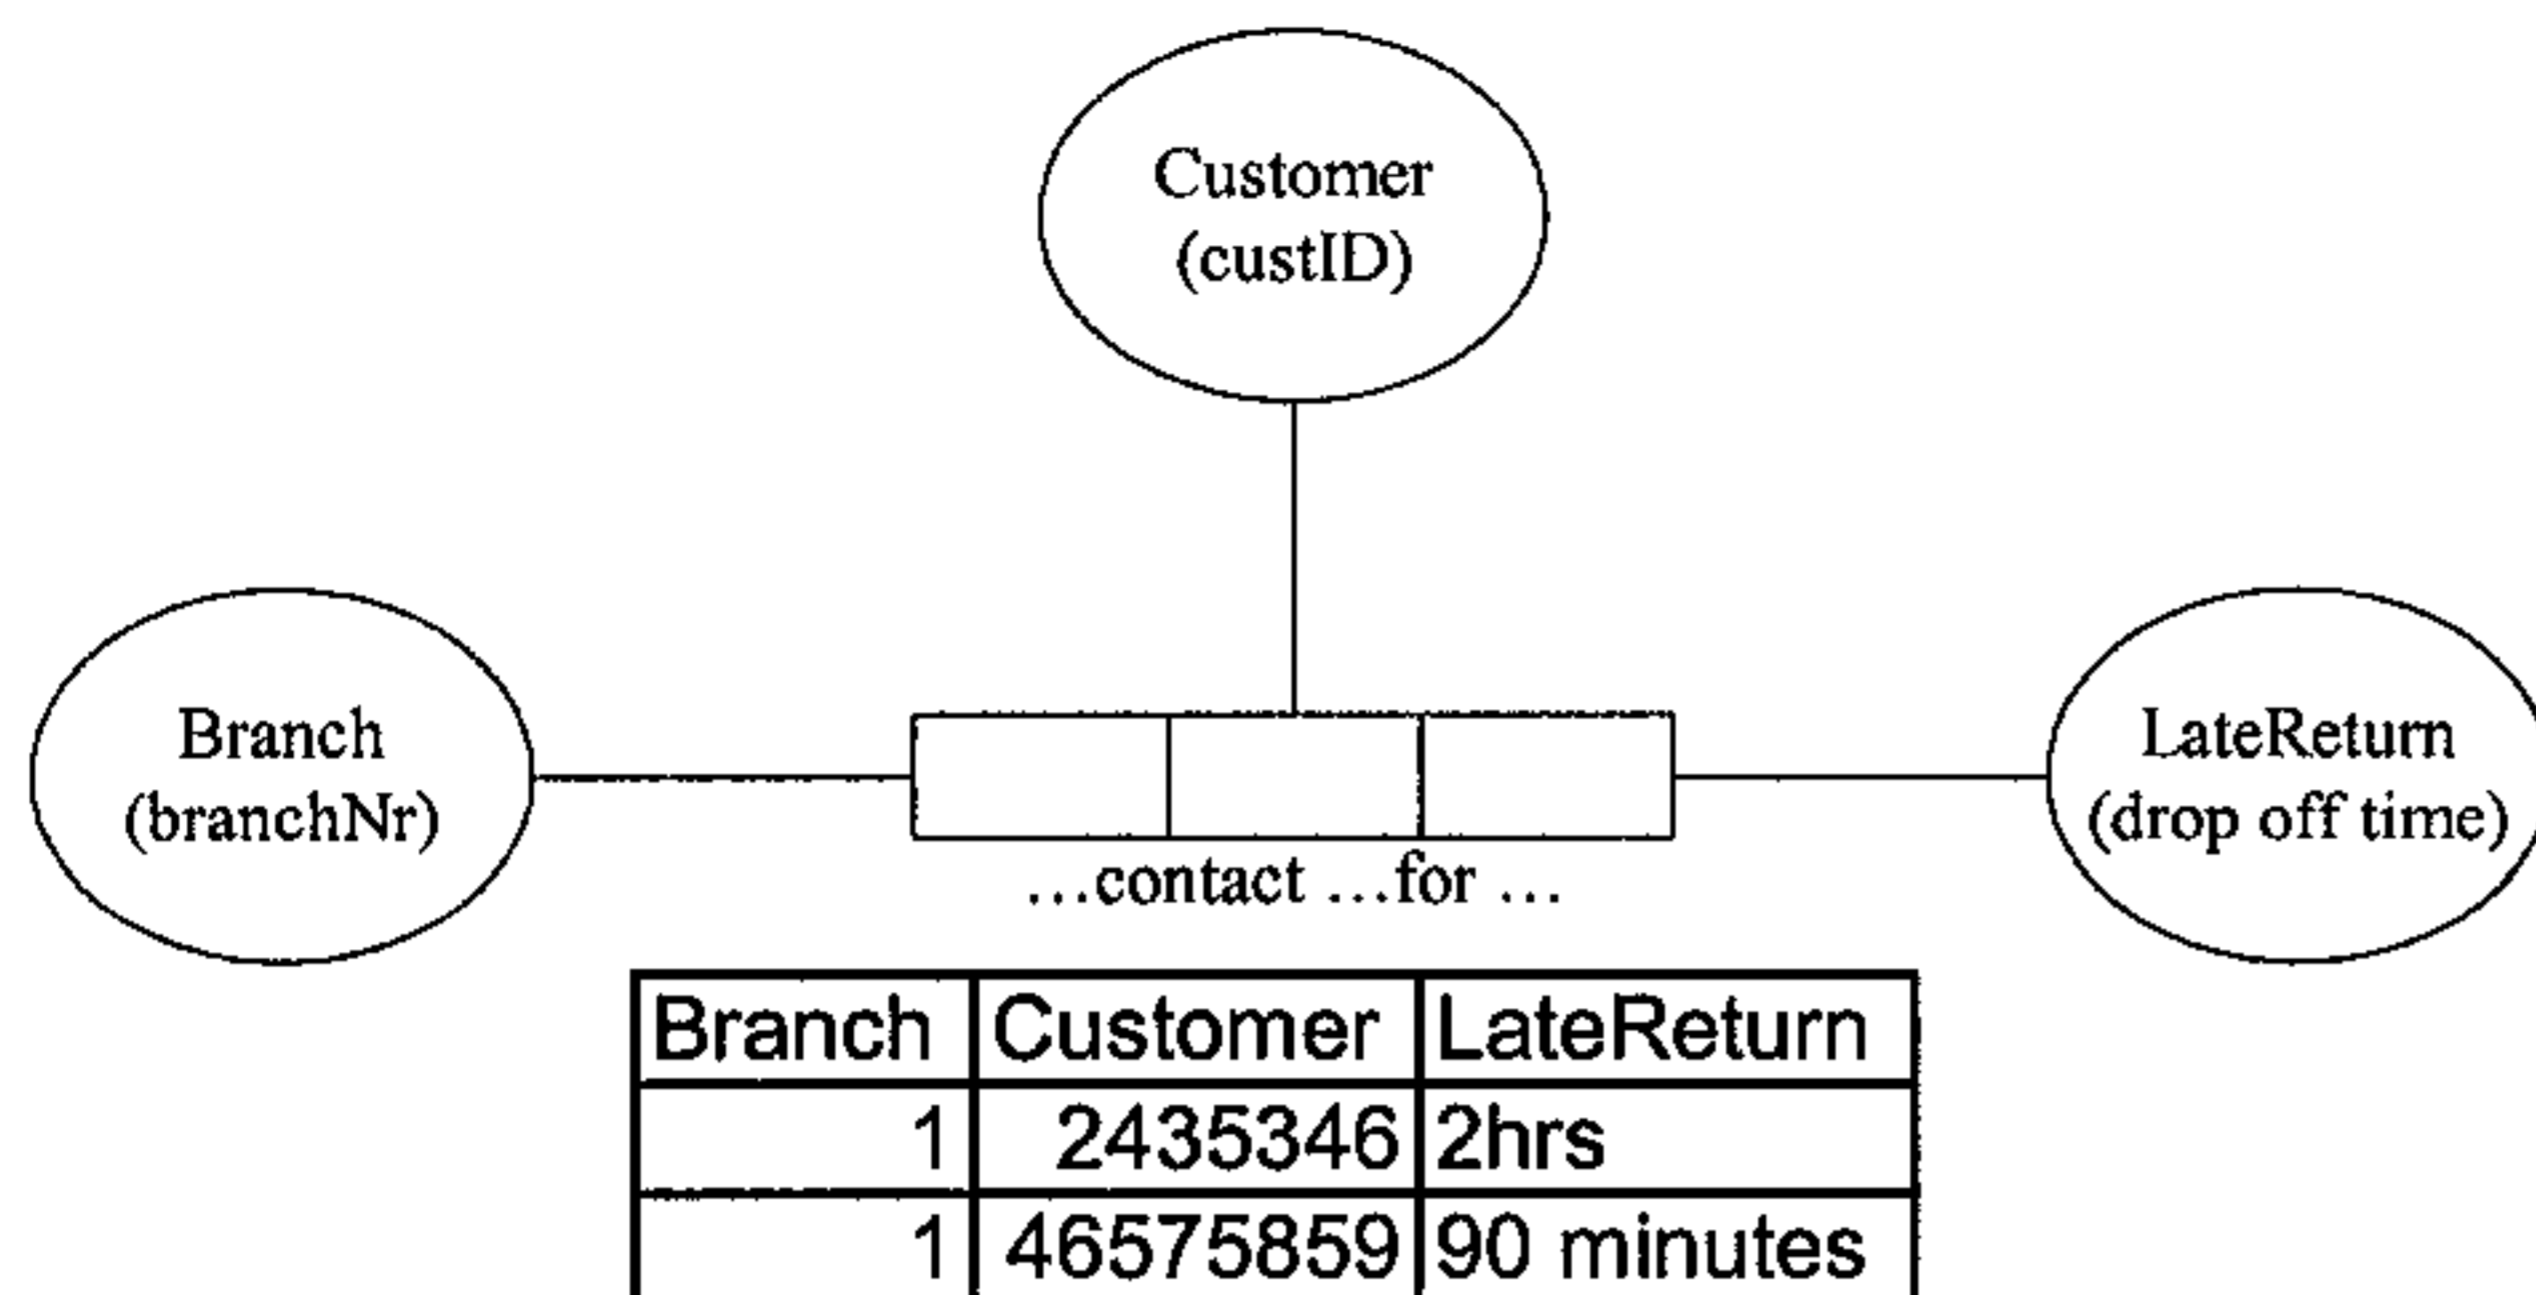 Customer
(custID)
Branch
(branchNr)
LateReturn
(drop off time)
...contact ...for ...
Branch Customer LateReturn
1 2435346 2hrs
1 46575859 90 minutes